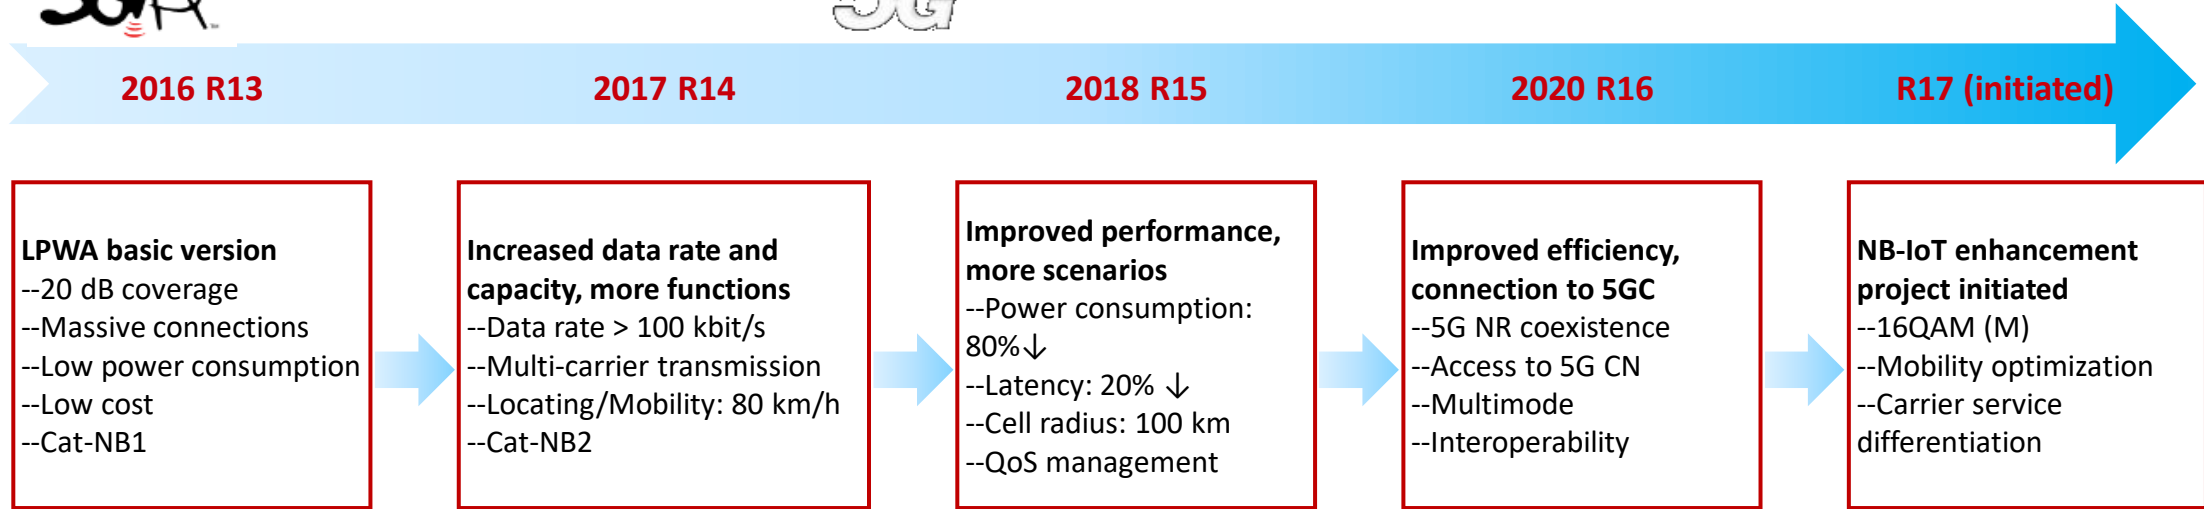 5G
2016 R13
2017 R14
2018 R15
2020 R16
R17 (initiated)
LPWA basic version
--20 dB coverage
--Massive connections
--Low power consumption
--Low cost
--Cat-NB1
Increased data rate and
capacity, more functions
--Data rate > 100 kbit/s
--Multi-carrier transmission
--Locating/Mobility: 80 km/h
--Cat-NB2
Improved performance,
more scenarios
--Power consumption:
80%↓
--Latency: 20% ↓
--Cell radius: 100 km
--QoS management
Improved efficiency,
connection to 5GC
--5G NR coexistence
--Access to 5G CN
--Multimode
--Interoperability
NB-IoT enhancement
project initiated
--16QAM (M)
--Mobility optimization
--Carrier service
differentiation